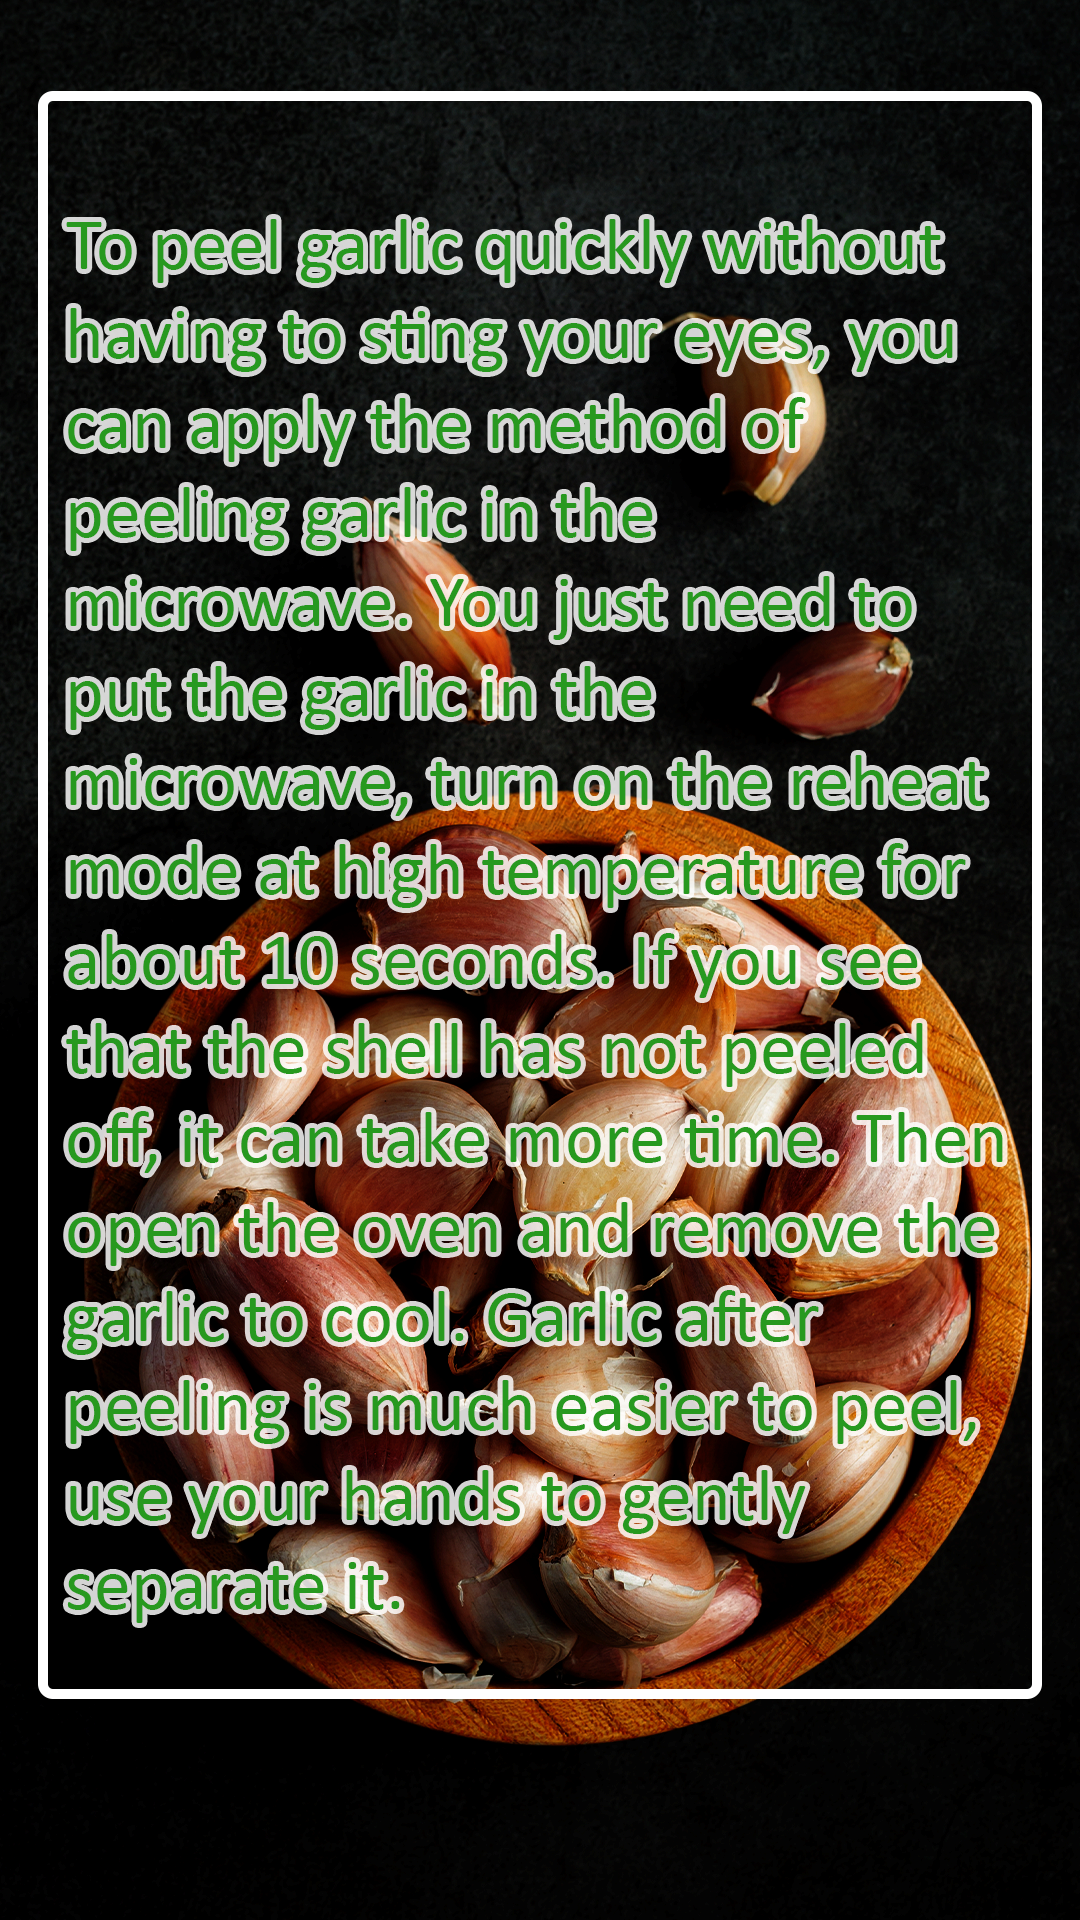 To peel garlic quickly without
having to sting your eyes, you
can apply the method of
peeling garlic in the
microwave. You just need to
put the garlic in the
microwave, turn on the reheat
mode at high temperature for
about 10 seconds. If you see
that the shell has not peeled
off, it can take more time. Then
open the oven and remove the
garlic to cool. Garlic after
peeling is much easier to peel,
use your hands to gently
separate it.